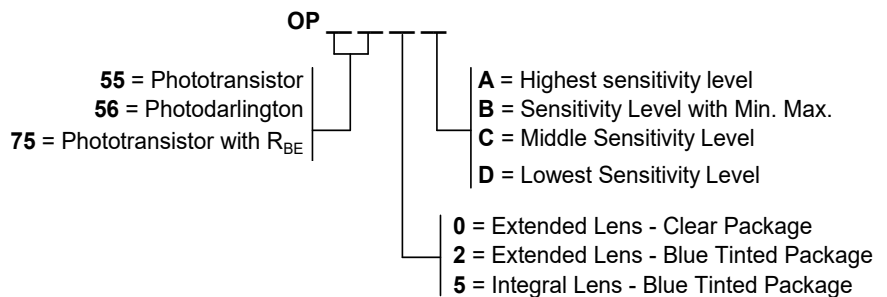 OP
55 = Phototransistor
56 = Photodarlington
75 = Phototransistor with RBE
A = Highest sensitivity level
B = Sensitivity Level with Min. Max.
C = Middle Sensitivity Level
D = Lowest Sensitivity Level
0 = Extended Lens - Clear Package
2 = Extended Lens - Blue Tinted Package
5 = Integral Lens - Blue Tinted Package